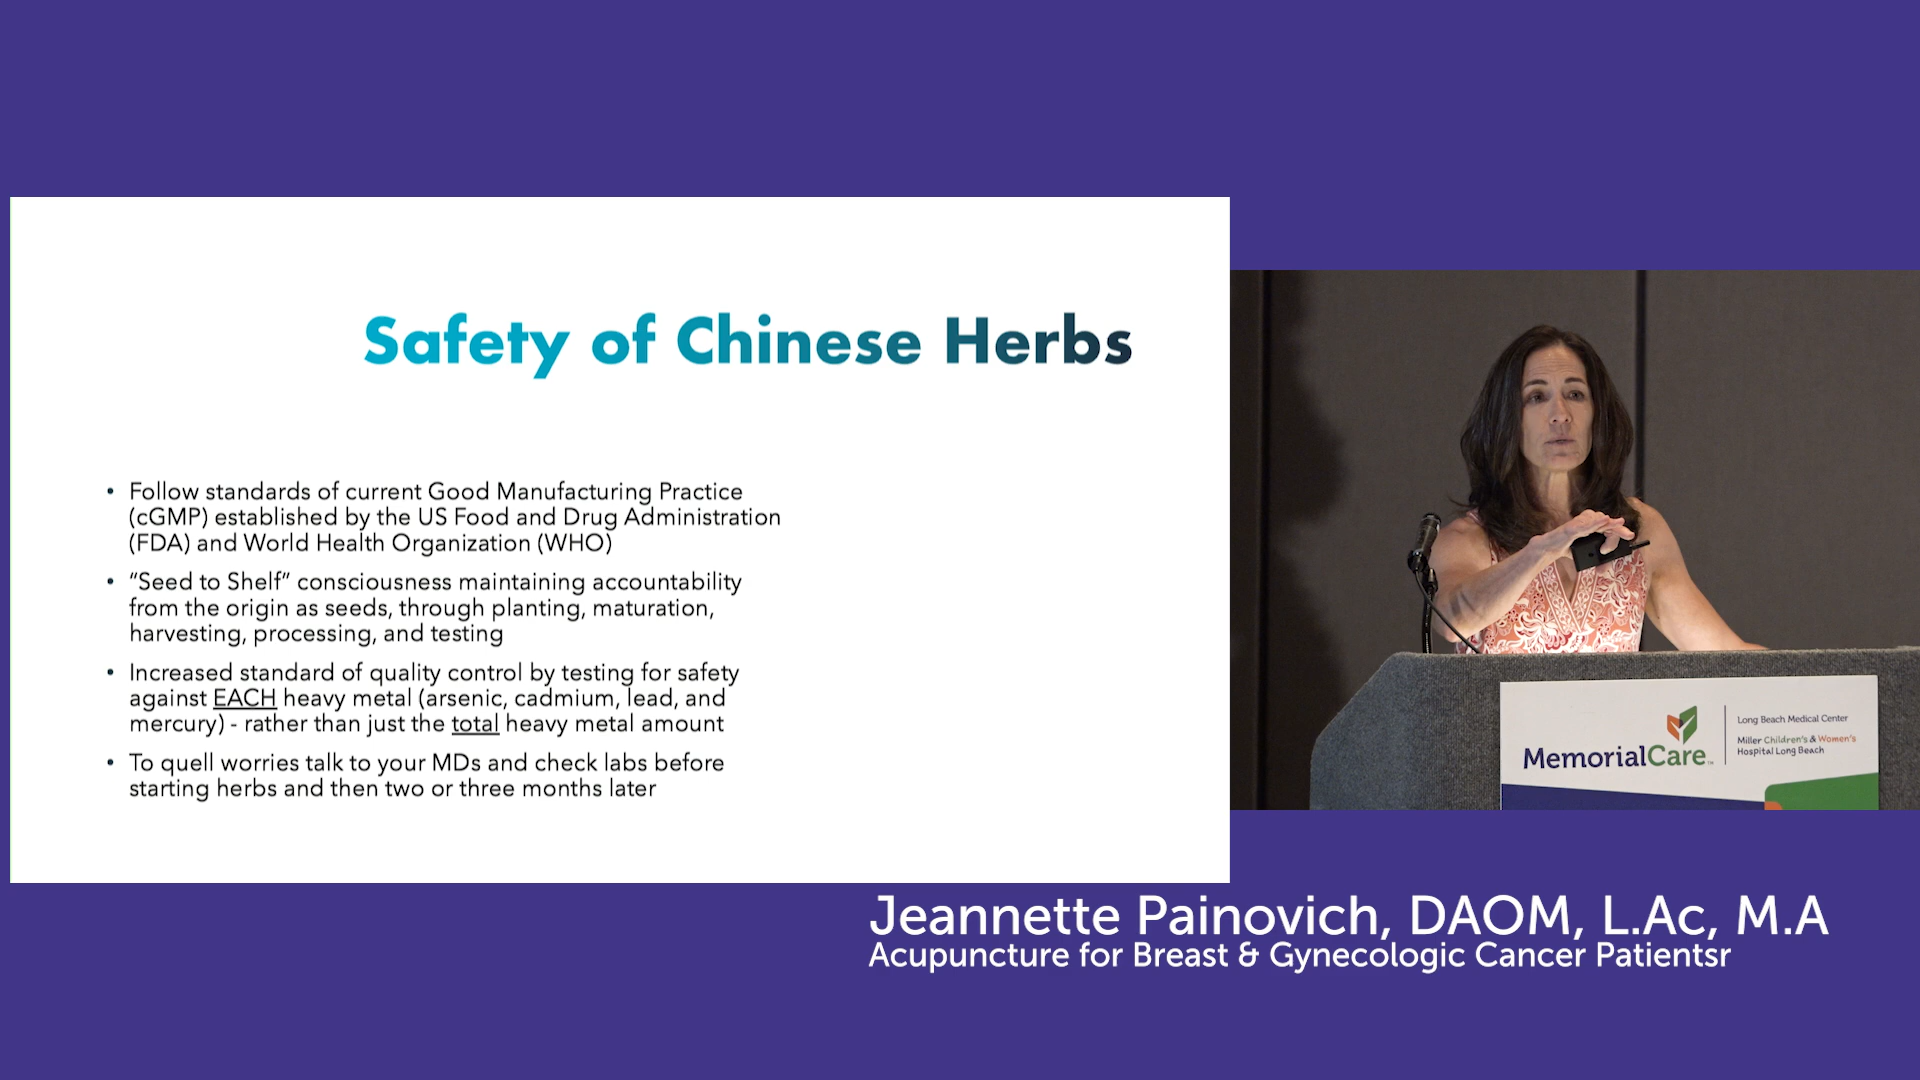 Safety of Chinese Herbs
• Follow standards of current Good Manufacturing Practice
(cGMP) established by the US Food and Drug Administration
(FDA) and World Health Organization (WHO)
• “Seed to Shelf” consciousness maintaining accountability
from the origin as seeds, through planting, maturation,
harvesting, processing, and testing
• Increased standard of quality control by testing for safety
against EACH heavy metal (arsenic, cadmium, lead, and
mercury) - rather than just the total heavy metal amount
• To quell worries talk to your MDs and check labs before
starting herbs and then two or three months later
MemorialCare™
Long Beach Medical Center
Miller Children's & Women's
Hospital Long Beach
Jeannette Painovich, DAOM, L.Ac, M.A
Acupuncture for Breast & Gynecologic Cancer Patientsr